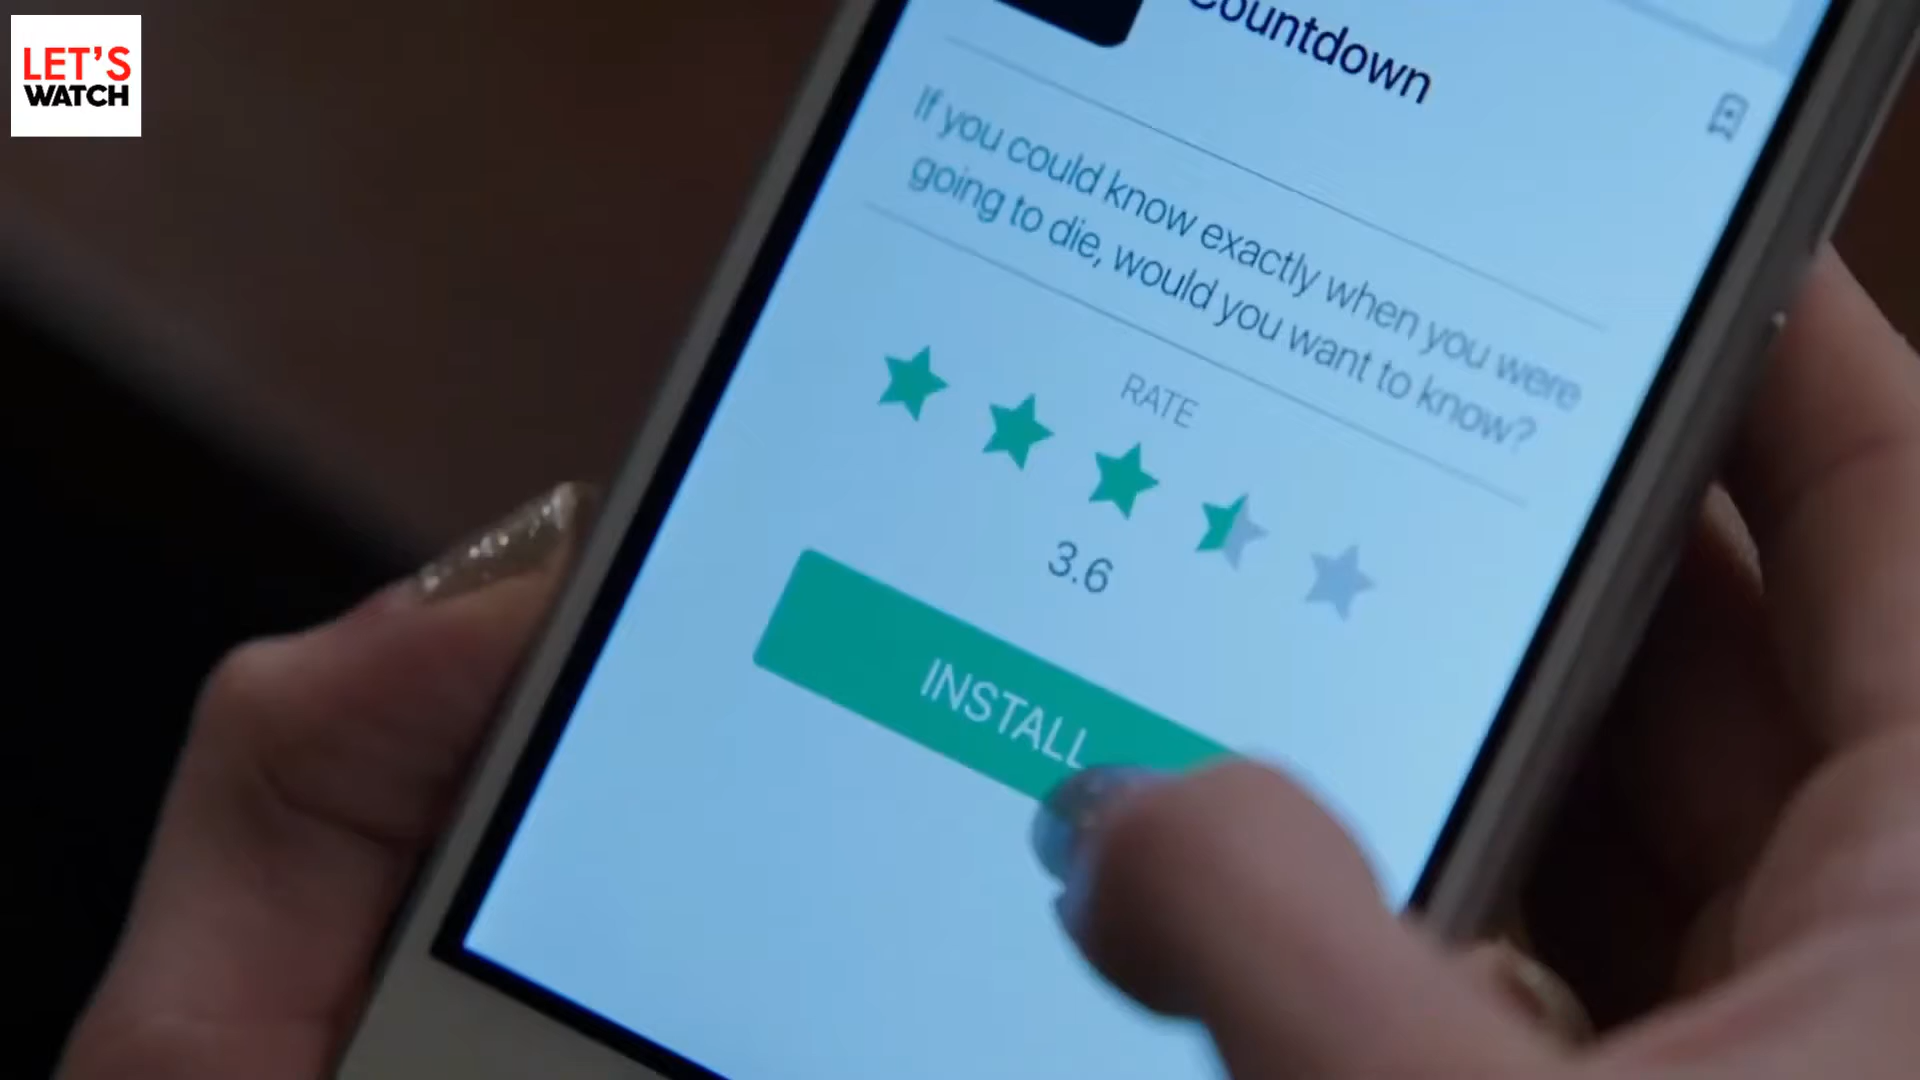 LET'S
WATCH
Countdown
If you could know exactly when you were
going to die, would you want to know?
RATE
3.6
INSTALL